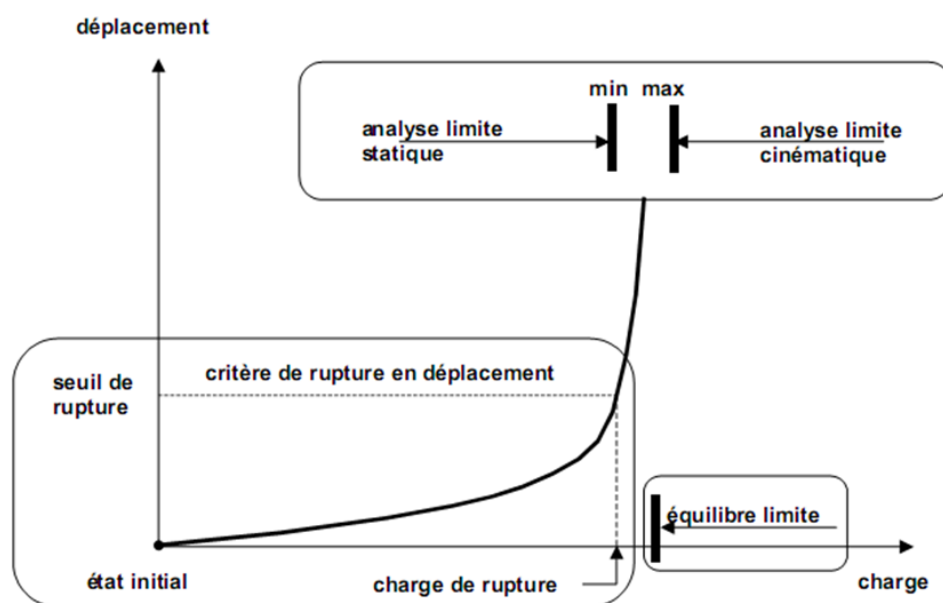 déplacement
min max
analyse limite
statique
analyse limite
cinématique
critère de rupture en déplacement
seuil de
rupture
équilibre limite
état initial
charge de rupture
charge